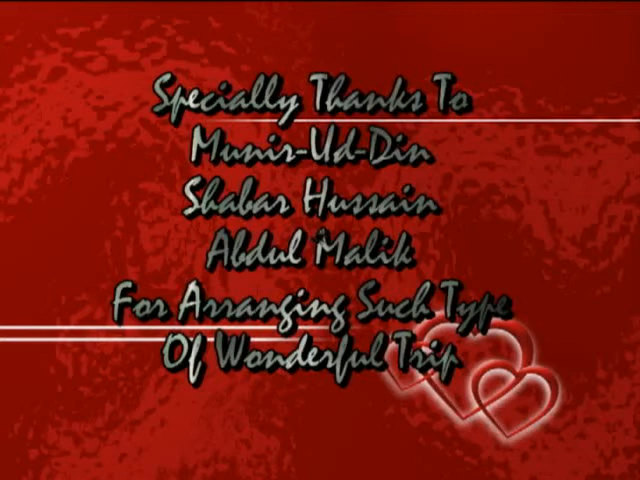 Specially Thanks To
Munir-Ud-Din
Shabar Hussain
Abdul Malik
For Arranging Such Type
Of Wonderful Trip